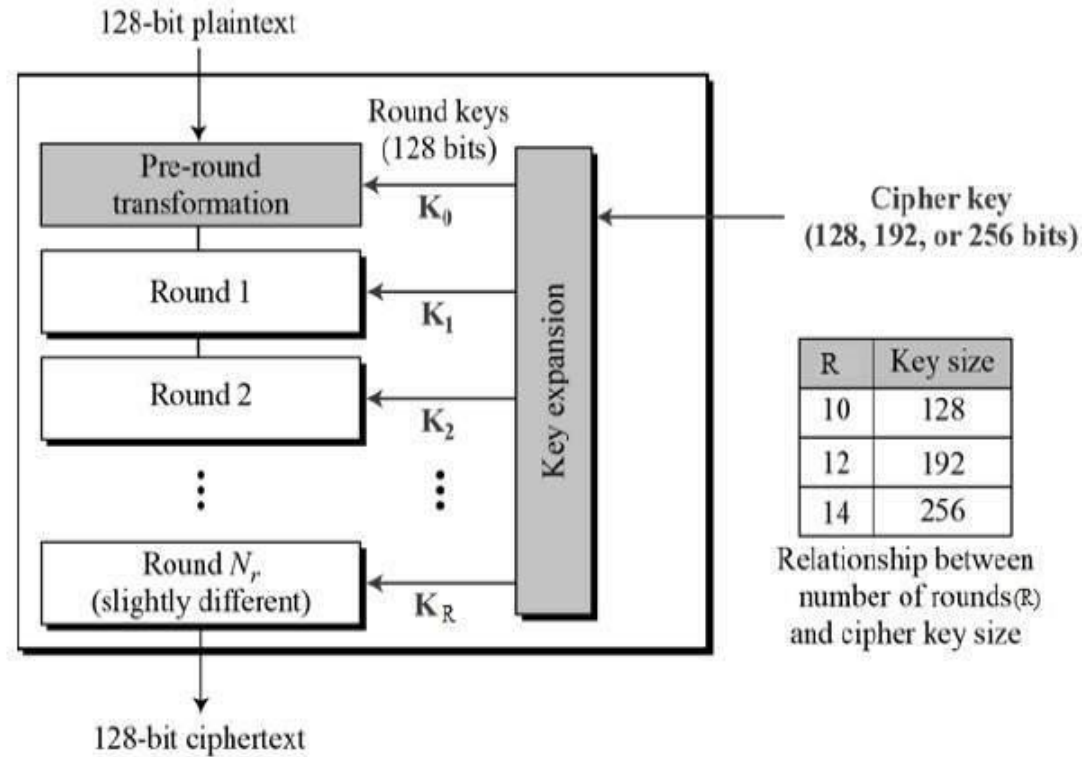 128-bit plaintext
Round keys
(128 bits)
Pre-round
transformation
K0
Cipher key
(128, 192, or 256 bits)
Round 1
K1
Round 2
K2
Key expansion
R Key size
10 128
12 192
14 256
Round Nr
(slightly different)
KR
Relationship between
number of rounds(R)
and cipher key size
128-bit ciphertext